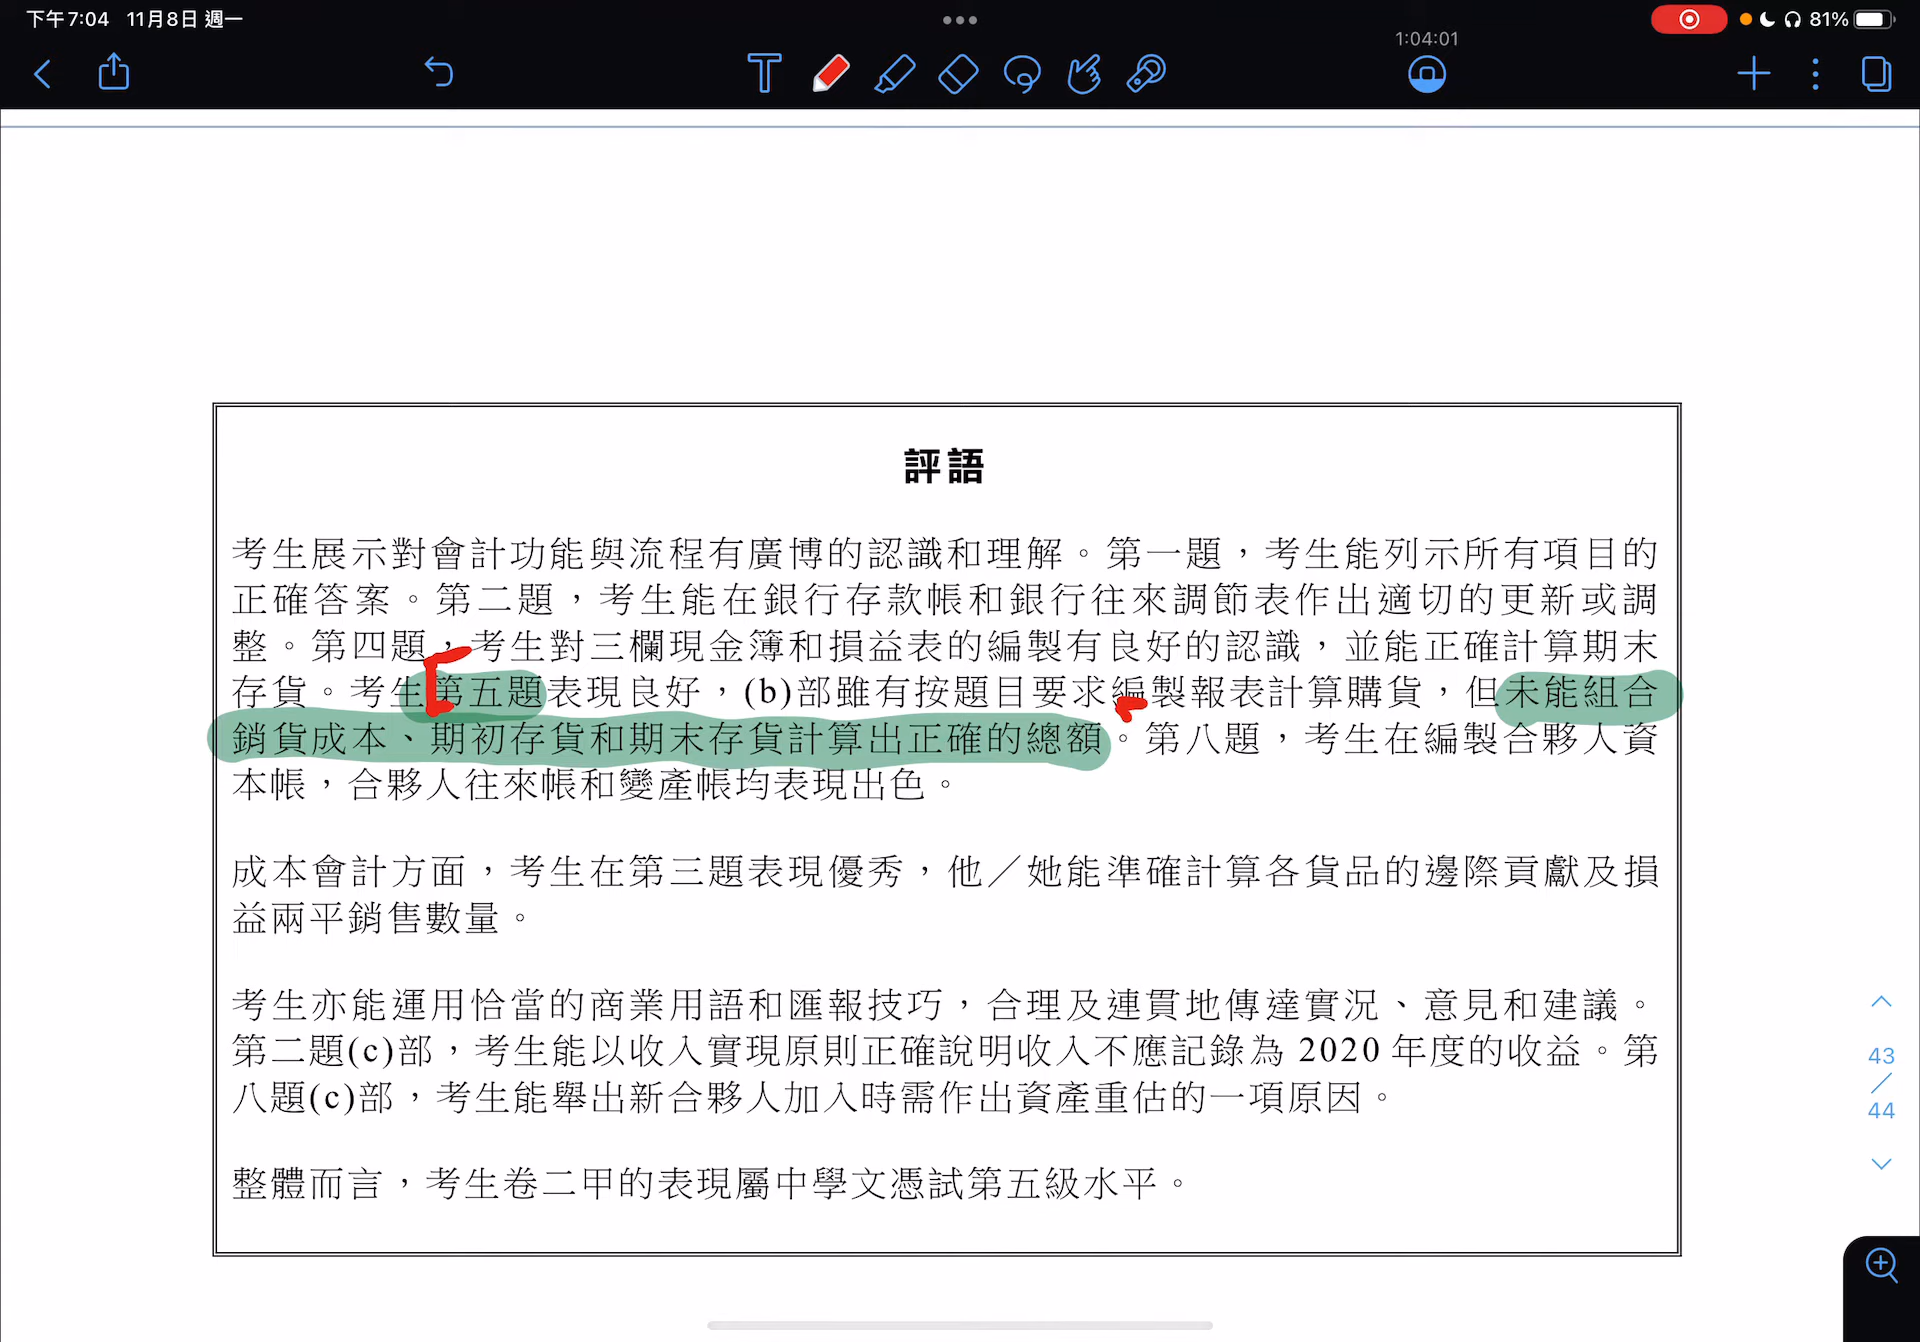 下午7:04 11月8日 週一
81%
1:04:01
評語
考生展示對會計功能與流程有廣博的認識和理解。第一題，考生能列示所有項目的
正確答案。第二題，考生能在銀行存款帳和銀行往來調節表作出適切的更新或調
整。第四題，考生對三欄現金簿和損益表的編製有良好的認識，並能正確計算期末
存貨。考生第五題表現良好，(b)部雖有按題目要求編製報表計算購貨，但未能組合
銷貨成本、期初存貨和期末存貨計算出正確的總額。第八題，考生在編製合夥人資
本帳，合夥人往來帳和變產帳均表現出色。
成本會計方面，考生在第三題表現優秀，他／她能準確計算各貨品的邊際貢獻及損
益兩平銷售數量。
考生亦能運用恰當的商業用語和匯報技巧，合理及連貫地傳達實況、意見和建議。
第二題(c)部，考生能以收入實現原則正確說明收入不應記錄為 2020 年度的收益。第
八題(c)部，考生能舉出新合夥人加入時需作出資產重估的一項原因。
整體而言，考生卷二甲的表現屬中學文憑試第五級水平。
43
／
44